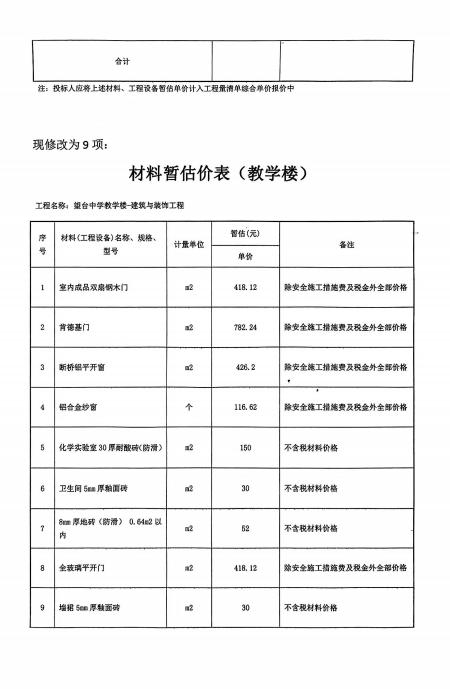 合计
注：投标人应将上述材料、工程设备暂估单价计入工程量清单综合单价报价中
现修改为 9 项：
材料暂估价表（教学楼）
工程名称：望台中学教学楼-建筑与装饰工程
序号 材料(工程设备)名称、规格、型号 计量单位 暂估(元) 单价 备注
1 室内成品双扇钢木门 m2 418.12 除安全施工措施费及税金外全部价格
2 肯德基门 m2 782.24 除安全施工措施费及税金外全部价格
3 断桥铝平开窗 m2 426.2 除安全施工措施费及税金外全部价格
4 铝合金纱窗 个 116.62 除安全施工措施费及税金外全部价格
5 化学实验室 30 厚耐酸砖(防滑) m2 150 不含税材料价格
6 卫生间 5mm 厚釉面砖 m2 30 不含税材料价格
7 8mm 厚地砖（防滑） 0.64m2 以内 m2 52 不含税材料价格
8 全玻璃平开门 m2 418.12 除安全施工措施费及税金外全部价格
9 墙裙 5mm 厚釉面砖 m2 30 不含税材料价格